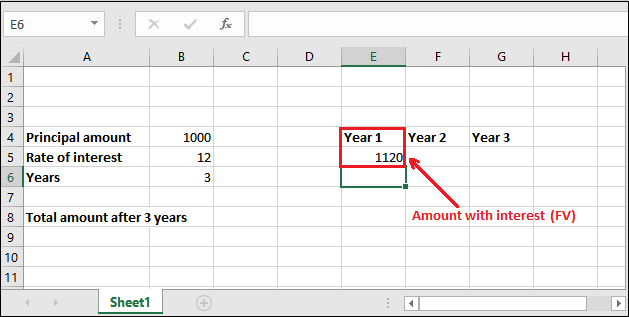 E6
fx
A B C D E F G H
1
2
3
4 Principal amount 1000 Year 1 Year 2 Year 3
5 Rate of interest 12 1120
6 Years 3
7
8 Total amount after 3 years Amount with interest (FV)
9
10
11
Sheet1